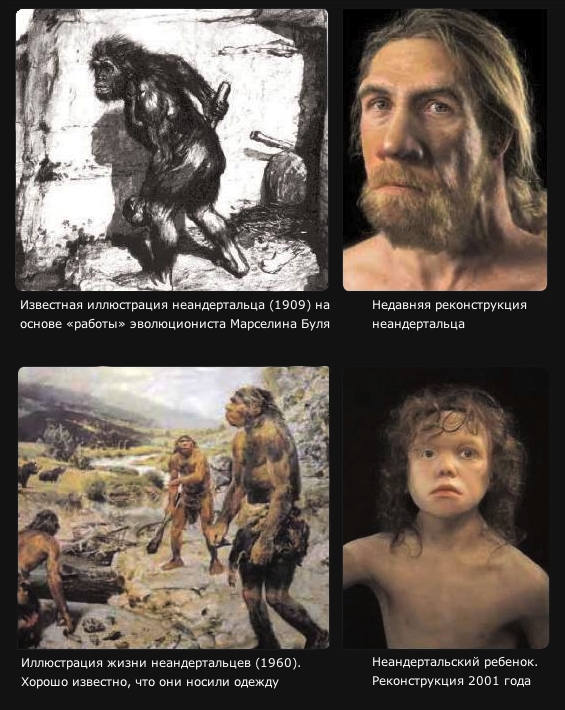 Известная иллюстрация неандертальца (1909) на
основе «работы» эволюциониста Марселина Буля
Недавняя реконструкция
неандертальца
Иллюстрация жизни неандертальцев (1960).
Хорошо известно, что они носили одежду
Неандертальский ребенок.
Реконструкция 2001 года